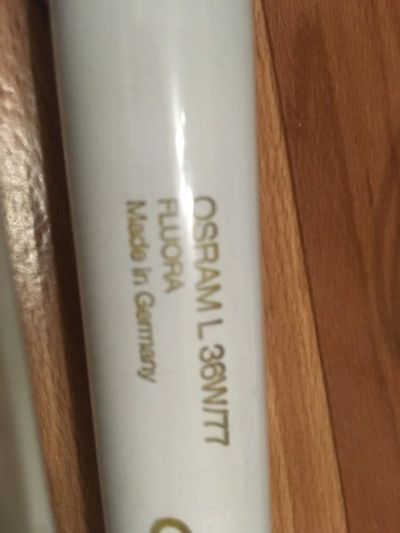 OSRAM L 36W/77
FLUORA
Made in Germany